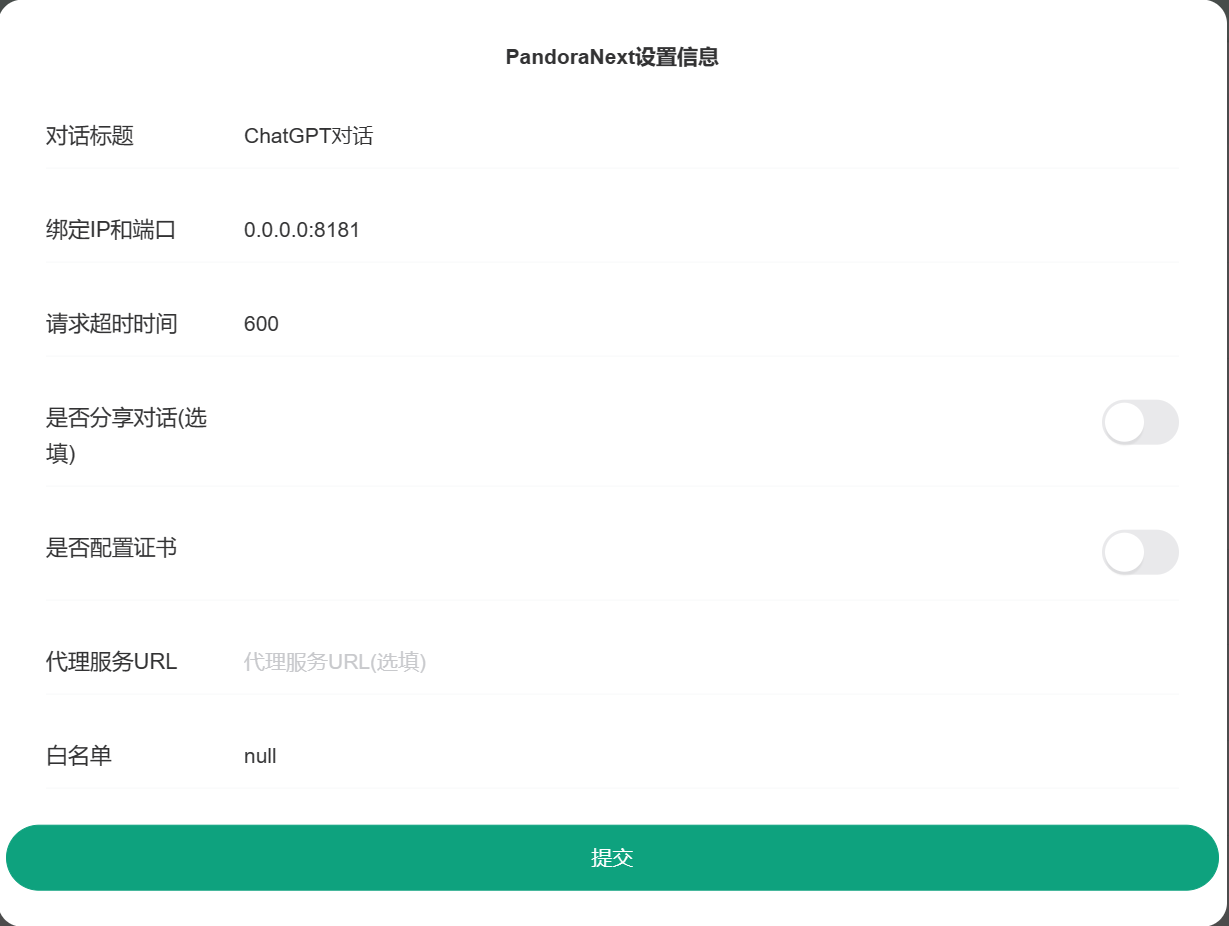 PandoraNext设置信息
对话标题 ChatGPT对话
绑定IP和端口 0.0.0.0:8181
请求超时时间 600
是否分享对话(选
填)
是否配置证书
代理服务URL 代理服务URL(选填)
白名单 null
提交